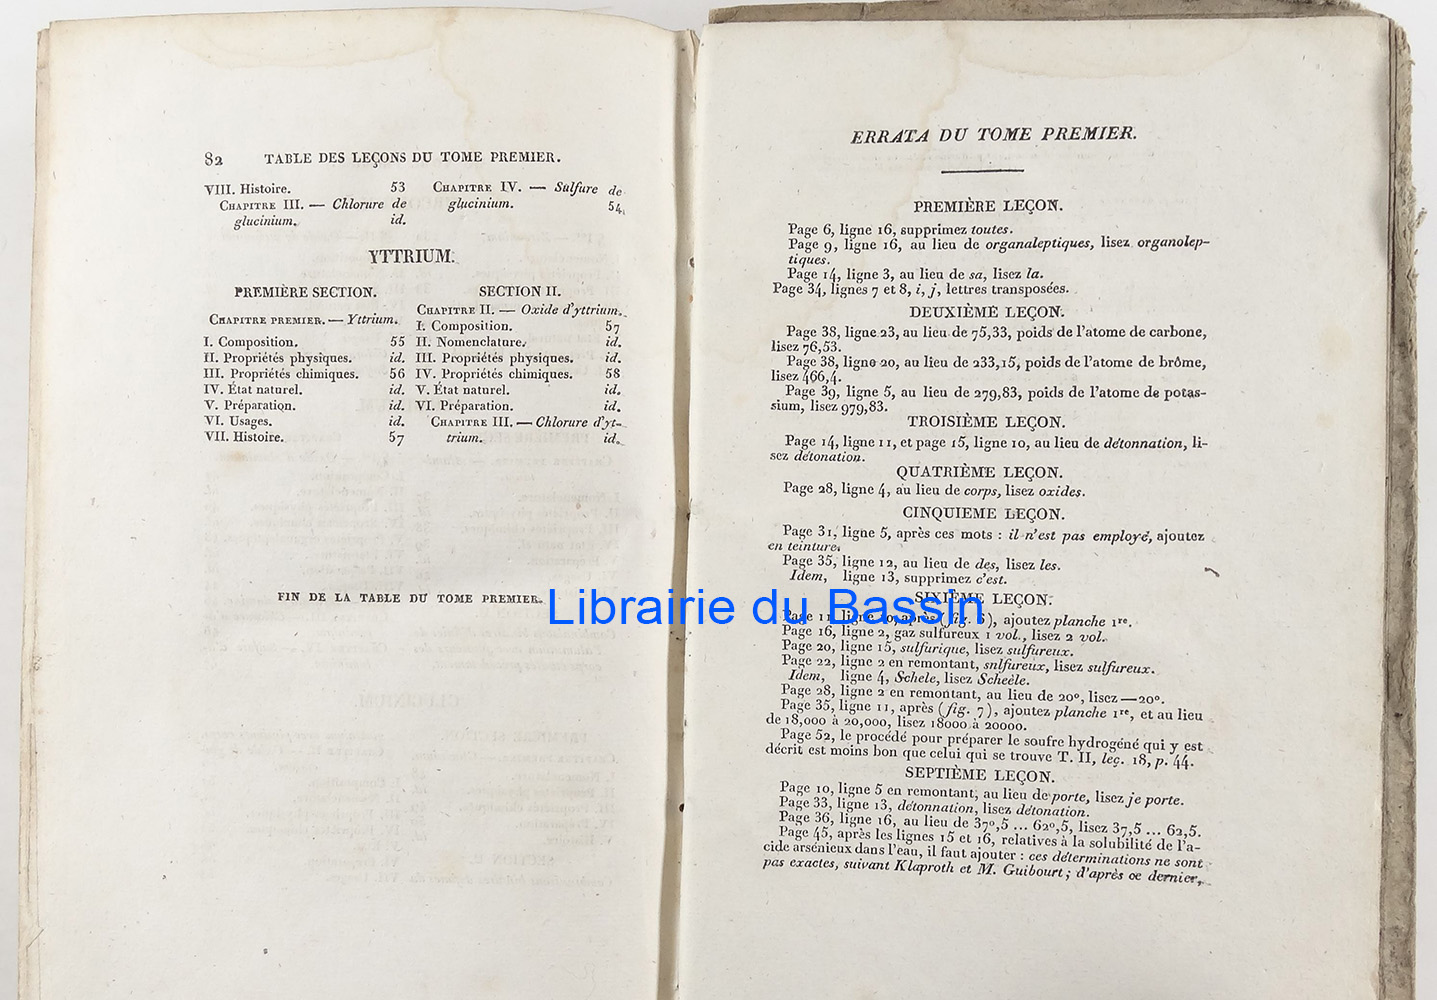 82 TABLE DES LEÇONS DU TOME PREMIER.
VIII. Histoire. 53
CHAPITRE III. — Chlorure de
glucinium. id.
CHAPITRE IV. — Sulfure de
glucinium. 54
YTTRIUM.
PREMIÈRE SECTION.
CHAPITRE PREMIER. — Yttrium.
I. Composition. 55
II. Propriétés physiques. id.
III. Propriétés chimiques. 56
IV. État naturel. id.
V. Préparation. id.
VI. Usages. id.
VII. Histoire. 57
SECTION II.
CHAPITRE II. — Oxide d'yttrium.
I. Composition. 57
II. Nomenclature. id.
III. Propriétés physiques. id.
IV. Propriétés chimiques. 58
V. État naturel. id.
VI. Préparation. id.
CHAPITRE III. — Chlorure d'yt-
trium. id.
FIN DE LA TABLE DU TOME PREMIER.
ERRATA DU TOME PREMIER.
PREMIÈRE LEÇON.
Page 6, ligne 16, supprimez toutes.
Page 9, ligne 16, au lieu de organaleptiques, lisez organolep-
tiques.
Page 14, ligne 3, au lieu de sa, lisez la.
Page 34, lignes 7 et 8, i, j, lettres transposées.
DEUXIÈME LEÇON.
Page 38, ligne 23, au lieu de 75,33, poids de l'atome de carbone,
lisez 76,53.
Page 38, ligne 20, au lieu de 233,15, poids de l'atome de brôme,
lisez 466,4.
Page 39, ligne 5, au lieu de 279,83, poids de l'atome de potas-
sium, lisez 979,83.
TROISIÈME LEÇON.
Page 14, ligne 11, et page 15, ligne 10, au lieu de détonnation, li-
sez détonation.
QUATRIÈME LEÇON.
Page 28, ligne 4, au lieu de corps, lisez oxides.
CINQUIEME LEÇON.
Page 31, ligne 5, après ces mots : il n'est pas employé, ajoutez
en teinture.
Page 35, ligne 12, au lieu de des, lisez les.
Idem, ligne 13, supprimez c'est.
Librairie du Bassin
SIXIÈME LEÇON.
Page 11, ligne 10, après (fig. 6), ajoutez planche 1re.
Page 16, ligne 2, gaz sulfureux 1 vol., lisez 2 vol.
Page 20, ligne 15, sulfurique, lisez sulfureux.
Page 22, ligne 2 en remontant, snlfureux, lisez sulfureux.
Idem, ligne 4, Schele, lisez Scheèle.
Page 28, ligne 2 en remontant, au lieu de 20°, lisez —20°.
Page 35, ligne 11, après (fig. 7), ajoutez planche 1re, et au lieu
de 18,000 à 20,000, lisez 18000 à 20000.
Page 52, le procédé pour préparer le soufre hydrogéné qui y est
décrit est moins bon que celui qui se trouve T. II, leç. 18, p. 44.
SEPTIÈME LEÇON.
Page 10, ligne 5 en remontant, au lieu de porte, lisez je porte.
Page 33, ligne 13, détonnation, lisez détonation.
Page 36, ligne 16, au lieu de 37°,5 ... 62°,5, lisez 37,5 ... 62,5.
Page 45, après les lignes 15 et 16, relatives à la solubilité de l'a-
cide arsénieux dans l'eau, il faut ajouter : ces déterminations ne sont
pas exactes, suivant Klaproth et M. Guibourt ; d'après ce dernier,